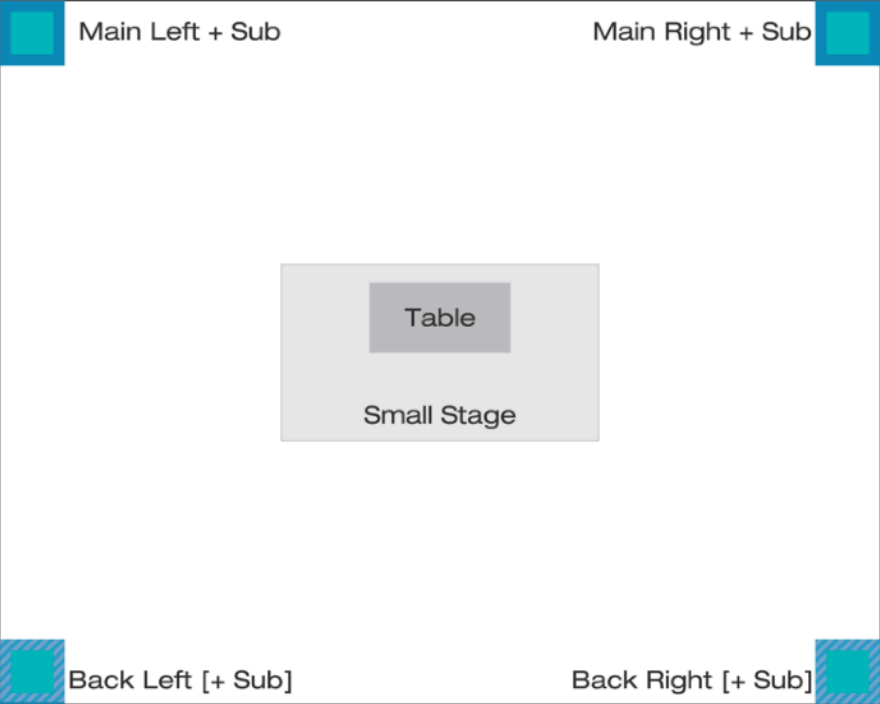 Main Left + Sub
Main Right + Sub
Table
Small Stage
Back Left [+ Sub]
Back Right [+ Sub]